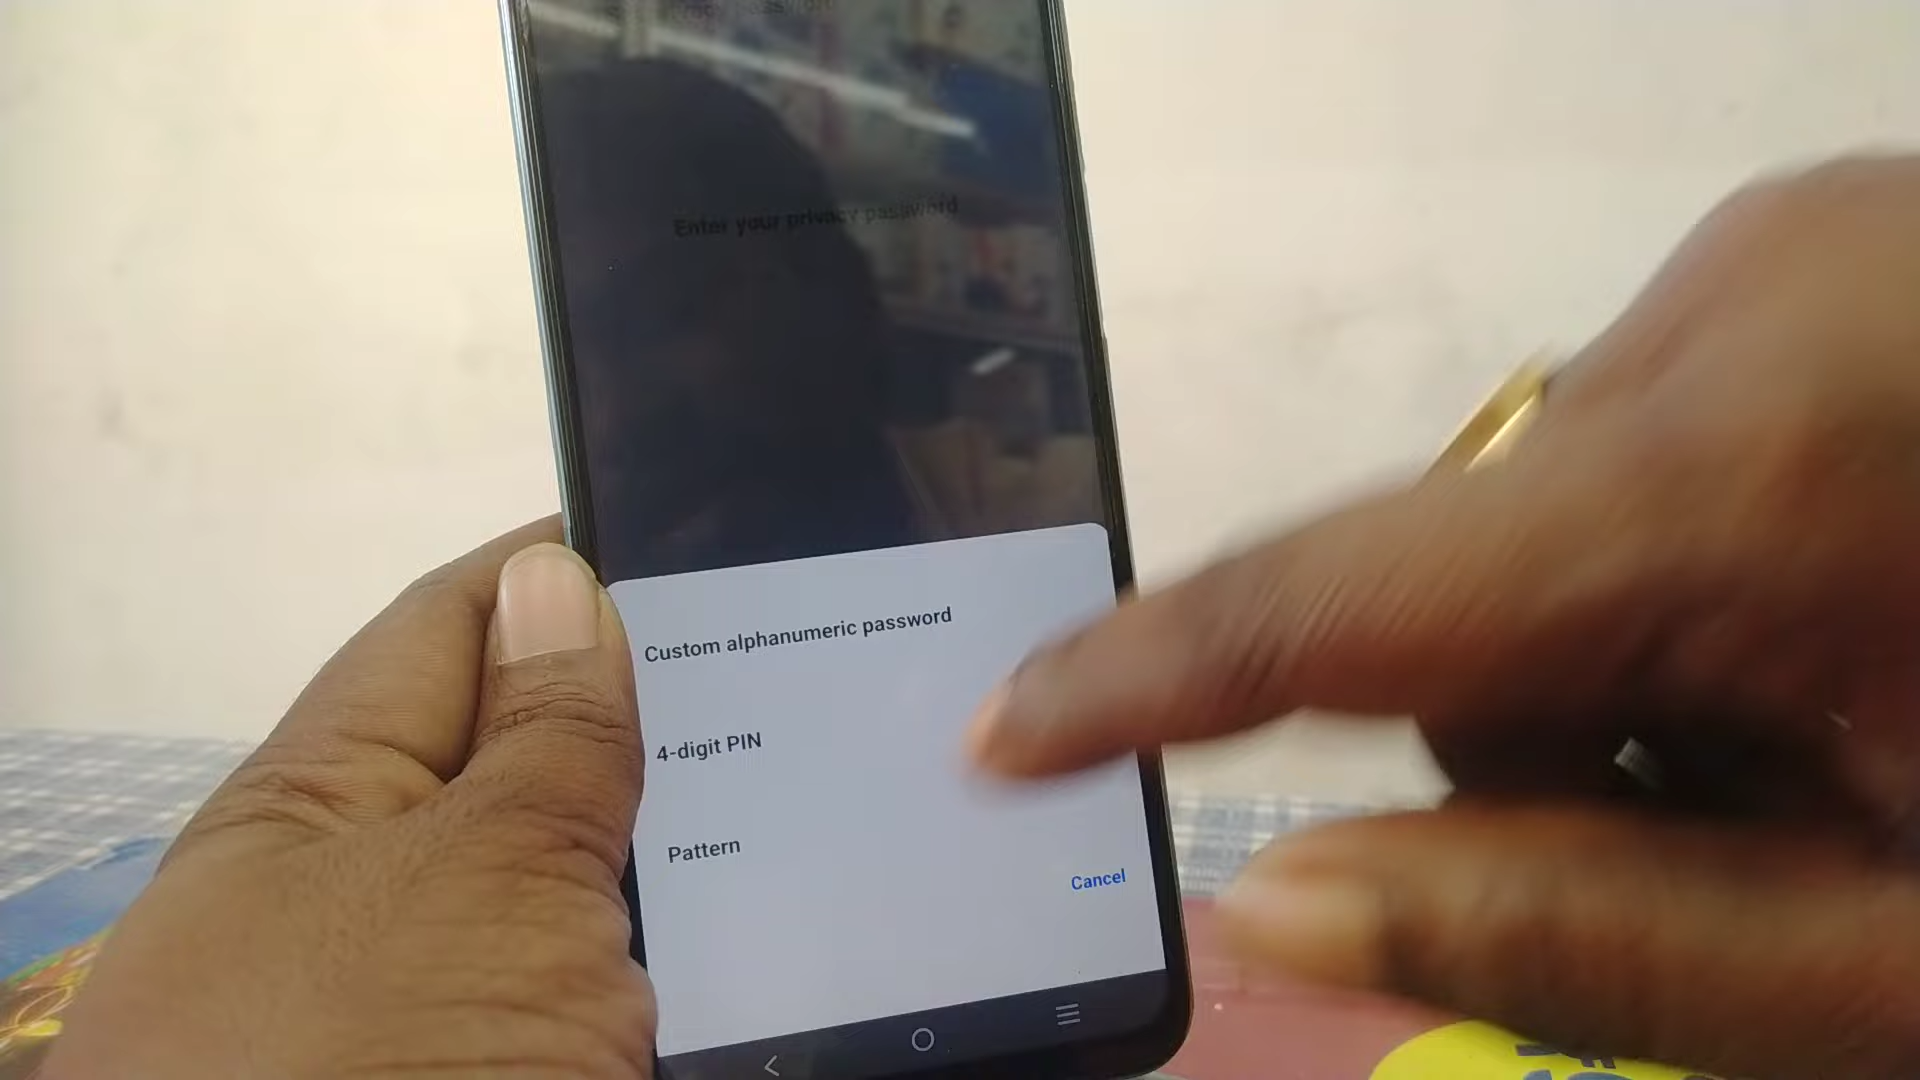 Enter your privacy password
Custom alphanumeric password
4-digit PIN
Pattern
Cancel